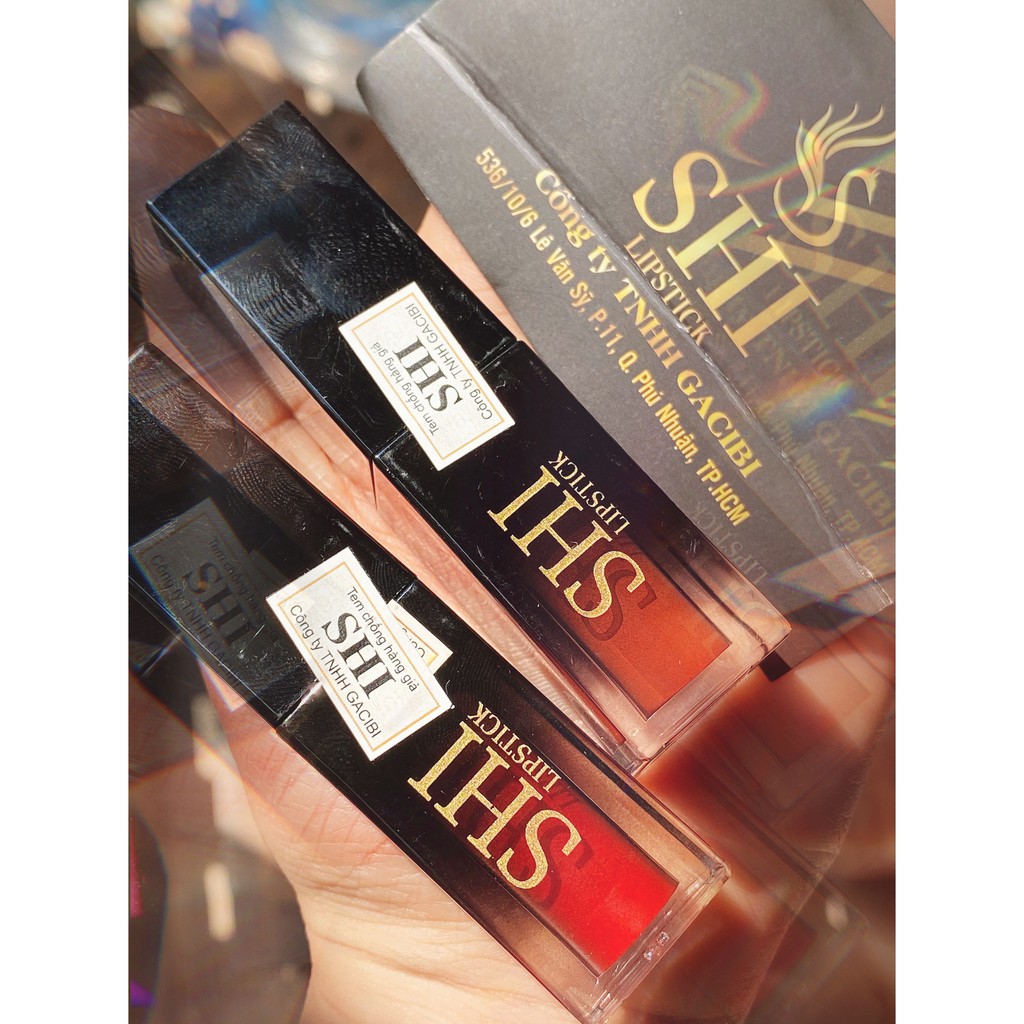 SHI
LIPSTICK
Công ty TNHH GACIBI
536/10/6 Lê Văn Sỹ, P.11, Q. Phú Nhuận, TP.HCM
Tem chống hàng giả
SHI
Công ty TNHH GACIBI
SHI
LIPSTICK
Tem chống hàng giả
SHI
Công ty TNHH GACIBI
SHI
LIPSTICK